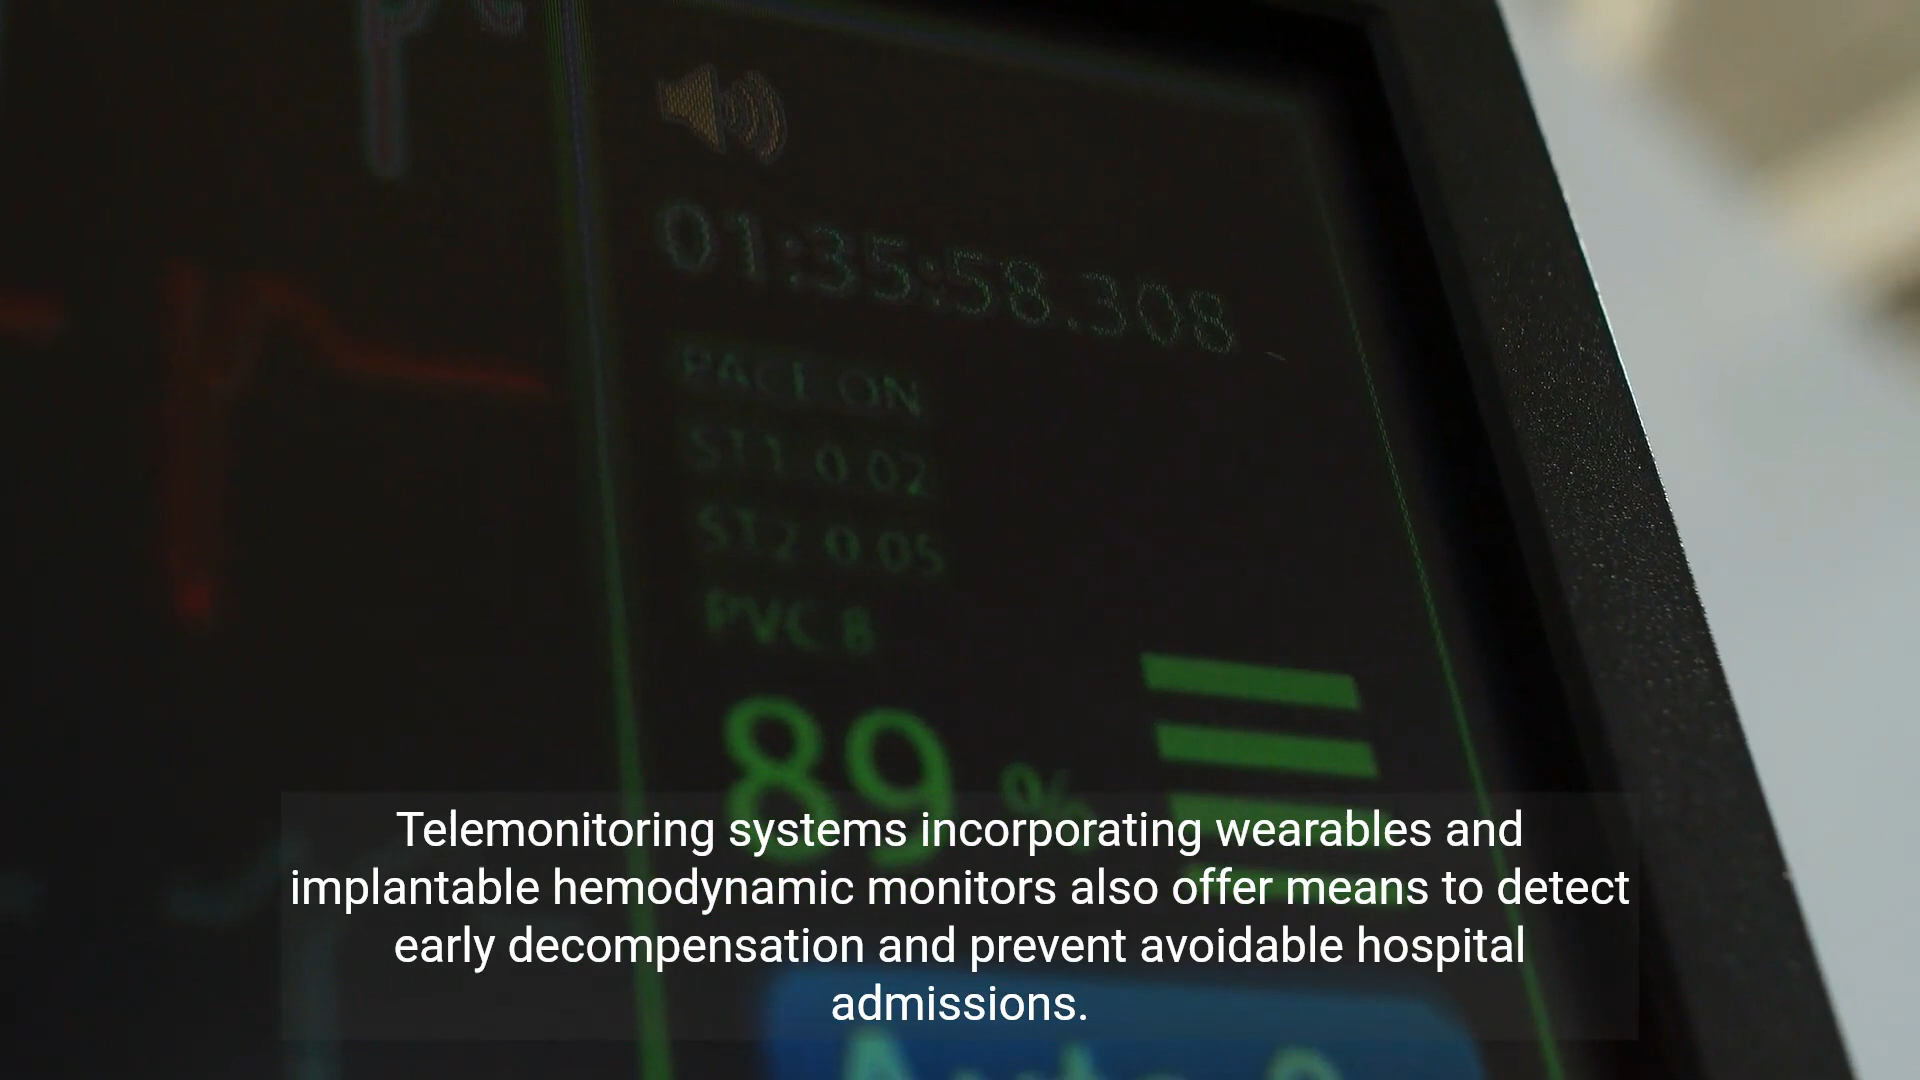 01:35:58.308
PACE ON
ST1 0.02
ST2 0.05
PVC 8
89 %
Telemonitoring systems incorporating wearables and
implantable hemodynamic monitors also offer means to detect
early decompensation and prevent avoidable hospital
admissions.